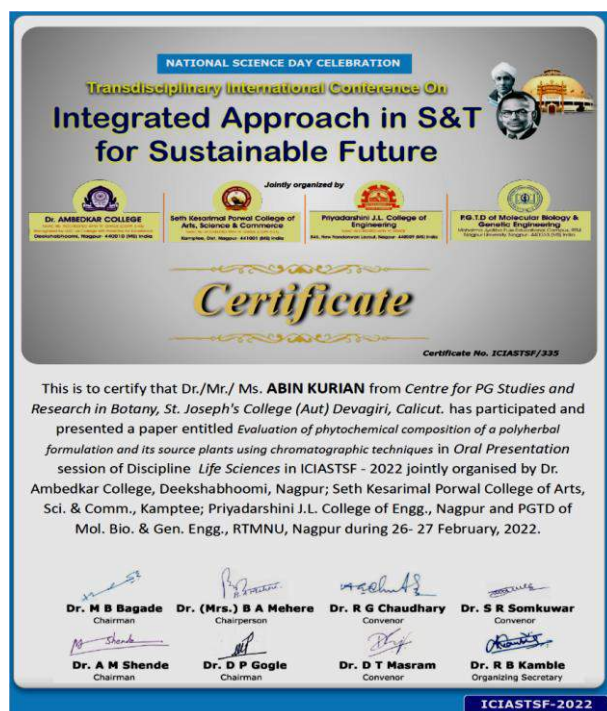 NATIONAL SCIENCE DAY CELEBRATION
Transdisciplinary International Conference On
Integrated Approach in S&T
for Sustainable Future
Jointly organized by
Dr. AMBEDKAR COLLEGE
Deekshabhoomi, Nagpur 440010 (MS) India
Seth Kesarimal Porwal College of
Arts, Science & Commerce
Kamptee, Dist. Nagpur 441001 (MS) India
Priyadarshini J.L. College of
Engineering
P.G.T.D of Molecular Biology &
Genetic Engineering
Certificate
Certificate No. ICIASTSF/335
This is to certify that Dr./Mr./ Ms. ABIN KURIAN from Centre for PG Studies and
Research in Botany, St. Joseph's College (Aut) Devagiri, Calicut. has participated and
presented a paper entitled Evaluation of phytochemical composition of a polyherbal
formulation and its source plants using chromatographic techniques in Oral Presentation
session of Discipline Life Sciences in ICIASTSF - 2022 jointly organised by Dr.
Ambedkar College, Deekshabhoomi, Nagpur; Seth Kesarimal Porwal College of Arts,
Sci. & Comm., Kamptee; Priyadarshini J.L. College of Engg., Nagpur and PGTD of
Mol. Bio. & Gen. Engg., RTMNU, Nagpur during 26- 27 February, 2022.
Dr. M B Bagade Dr. (Mrs.) B A Mehere Dr. R G Chaudhary Dr. S R Somkuwar
Chairman Chairperson Convenor Convenor
Shende
Dr. A M Shende Dr. D P Gogle Dr. D T Masram Dr. R B Kamble
Chairman Chairman Convenor Organizing Secretary
ICIASTSF-2022